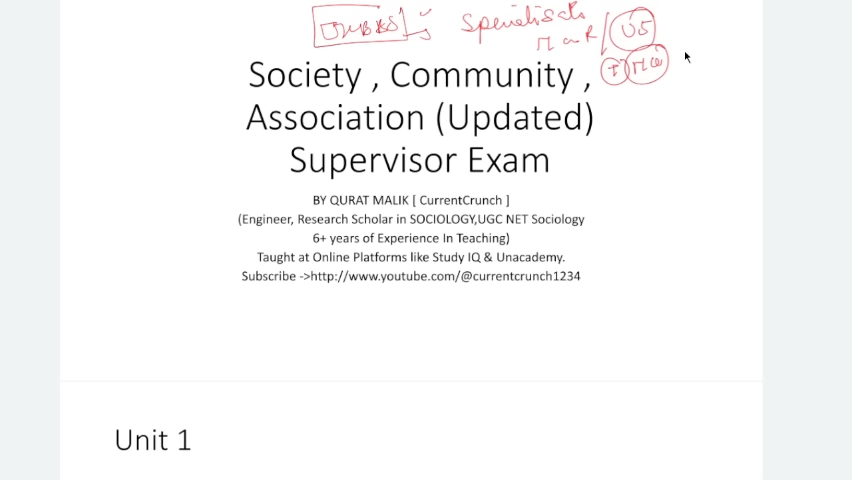 Society , Community ,
Association (Updated)
Supervisor Exam
BY QURAT MALIK [ CurrentCrunch ]
(Engineer, Research Scholar in SOCIOLOGY,UGC NET Sociology
6+ years of Experience In Teaching)
Taught at Online Platforms like Study IQ & Unacademy.
Subscribe ->http://www.youtube.com/@currentcrunch1234
Unit 1